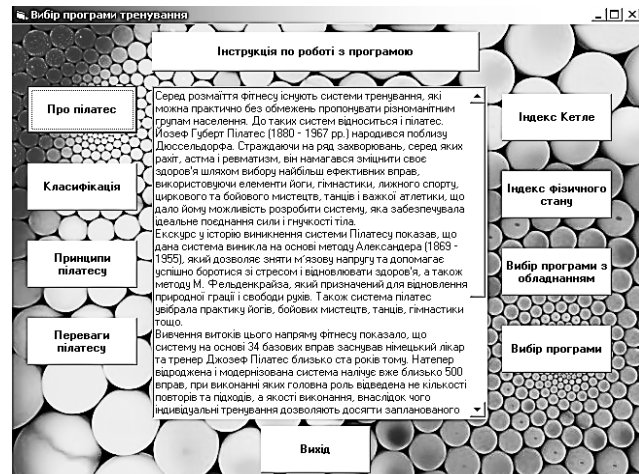 Вибір програми тренування
Інструкція по роботі з програмою
Про пілатес
Класифікація
Принципи
пілатесу
Переваги
пілатесу
Серед розмаїття фітнесу існують системи тренування, які
можна практично без обмежень пропонувати різноманітним
групам населення. До таких систем відноситься і пілатес.
Йозеф Губерт Пілатес (1880 - 1967 рр.) народився поблизу
Дюссельдорфа. Страждаючи на ряд захворювань, серед яких
рахіт, астма і ревматизм, він намагався зміцнити своє
здоров'я шляхом вибору найбільш ефективних вправ,
використовуючи елементи йоги, гімнастики, лижного спорту,
циркового та бойового мистецтв, танців і важкої атлетики, що
дало йому можливість розробити систему, яка забезпечувала
ідеальне поєднання сили і гнучкості тіла.
Екскурс у історію виникнення системи Пілатесу показав, що
дана система виникла на основі методу Александера (1869 -
1955), який дозволяє зняти м'язову напругу та допомагає
успішно боротися зі стресом і відновлювати здоров'я, а також
методу М. Фельденкрайза, який призначений для відновлення
природної грації і свободи рухів. Також система пілатес
увібрала практику йогів, бойових мистецтв, танців, гімнастики
тощо.
Вивчення витоків цього напряму фітнесу показало, що
систему на основі 34 базових вправ заснував німецький лікар
та тренер Джозеф Пілатес близько ста років тому. Натепер
відроджена і модернізована система налічує вже близько 500
вправ, при виконанні яких головна роль відведена не кількості
повторів та підходів, а якості виконання, внаслідок чого
індивідуальні тренування дозволяють досягти запланованого
Індекс Кетле
Індекс фізичного
стану
Вибір програми з
обладнанням
Вибір програми
Вихід